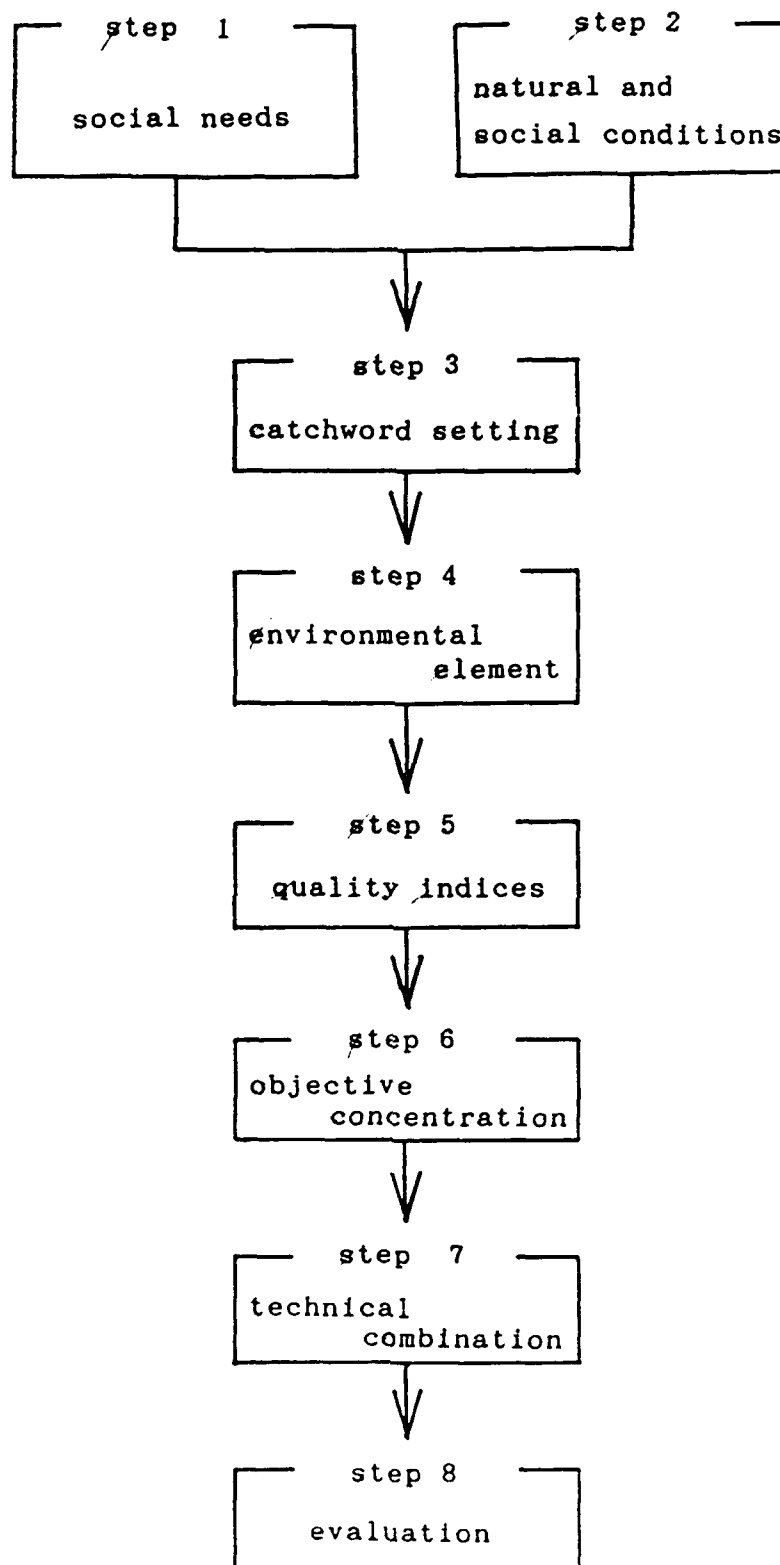 step 1
social needs
step 2
natural and
social conditions
step 3
catchword setting
step 4
environmental
element
step 5
quality indices
step 6
objective
concentration
step 7
technical
combination
step 8
evaluation